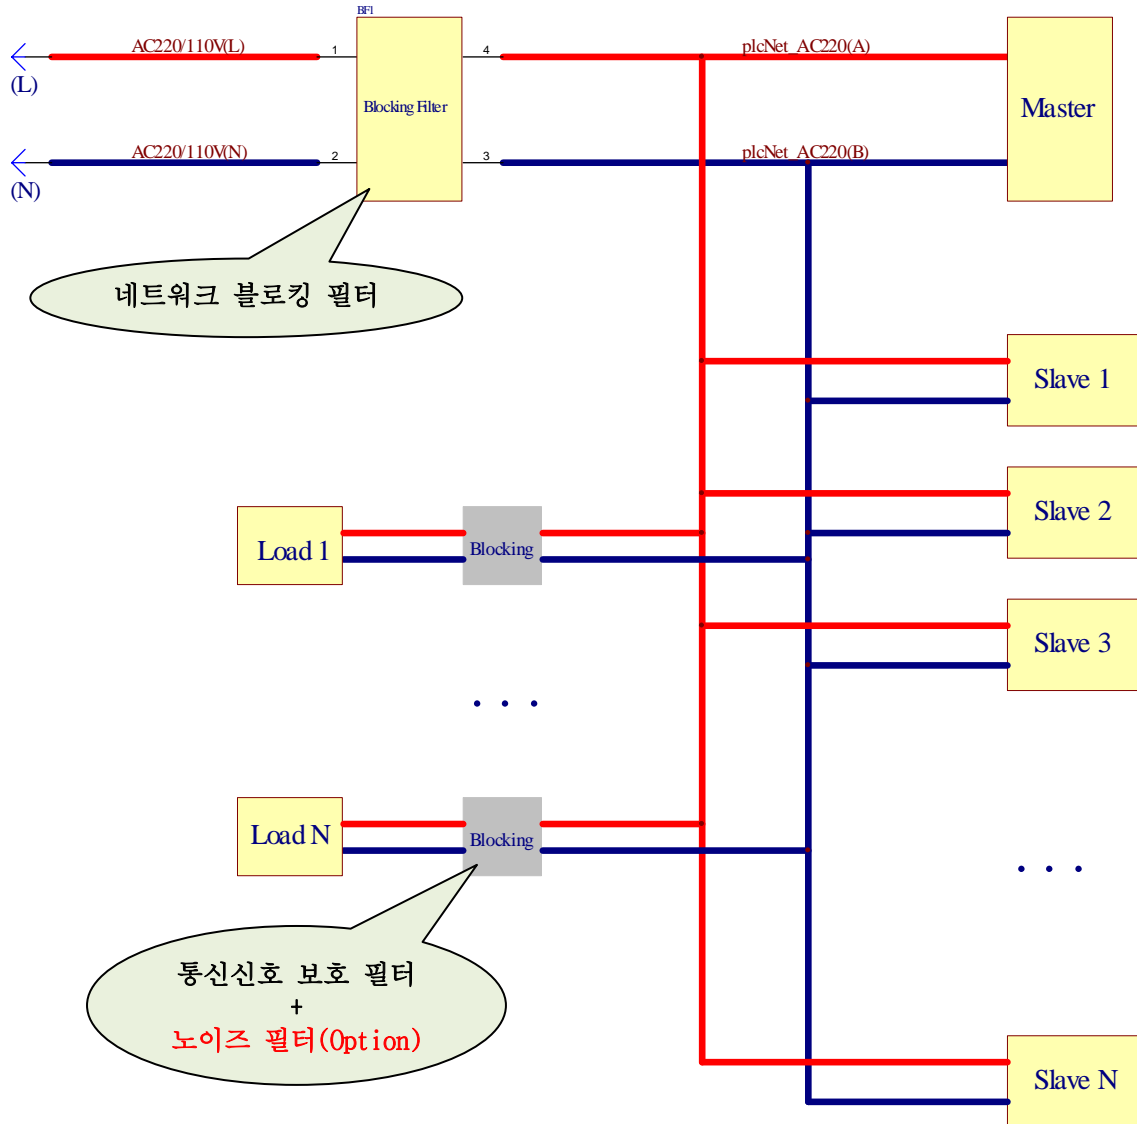 BF1
AC220/110V(L)
1
4
plcNet_AC220(A)
(L)
Blocking Filter
Master
AC220/110V(N)
2
3
plcNet_AC220(B)
(N)
네트워크 블로킹 필터
Slave 1
Slave 2
Load 1
Blocking
Slave 3
. . .
Load N
Blocking
. . .
통신신호 보호 필터
+
노이즈 필터(Option)
Slave N